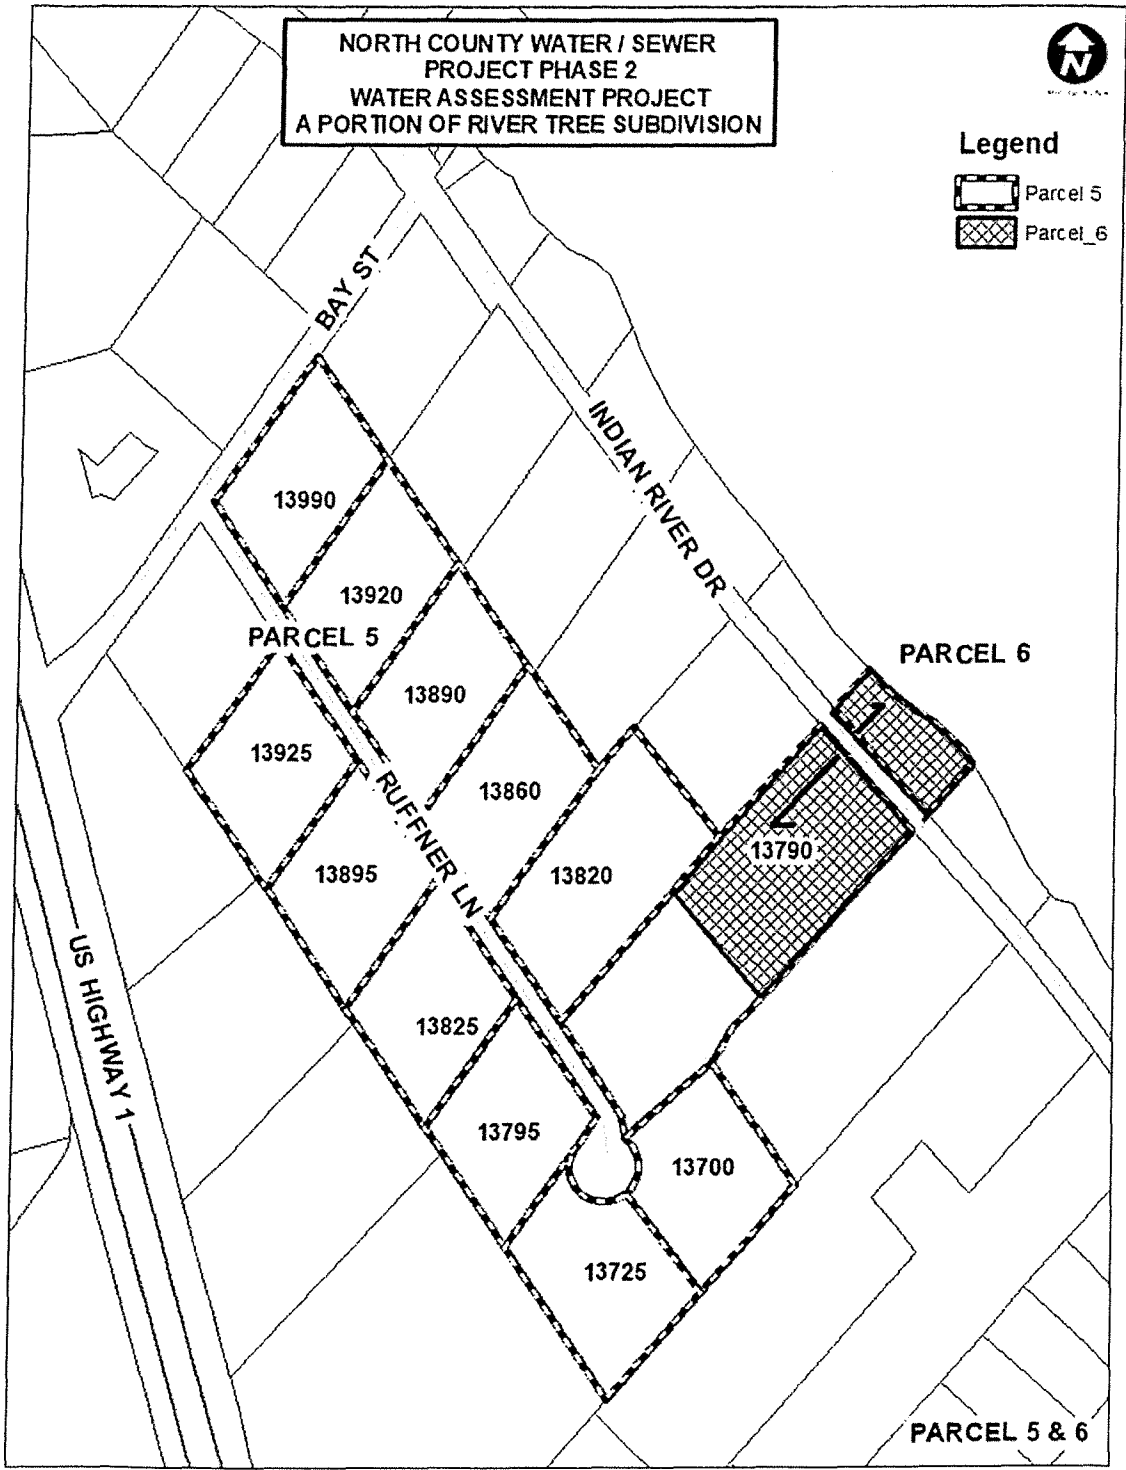 NORTH COUNTY WATER / SEWER
PROJECT PHASE 2
WATER ASSESSMENT PROJECT
A PORTION OF RIVER TREE SUBDIVISION
N
Legend
Parcel 5
Parcel_6
BAY ST
INDIAN RIVER DR
13990
13920
PARCEL 5
PARCEL 6
13890
13925
13860
RUFFNER LN
13790
13895
13820
US HIGHWAY 1
13825
13795
13700
13725
PARCEL 5 & 6